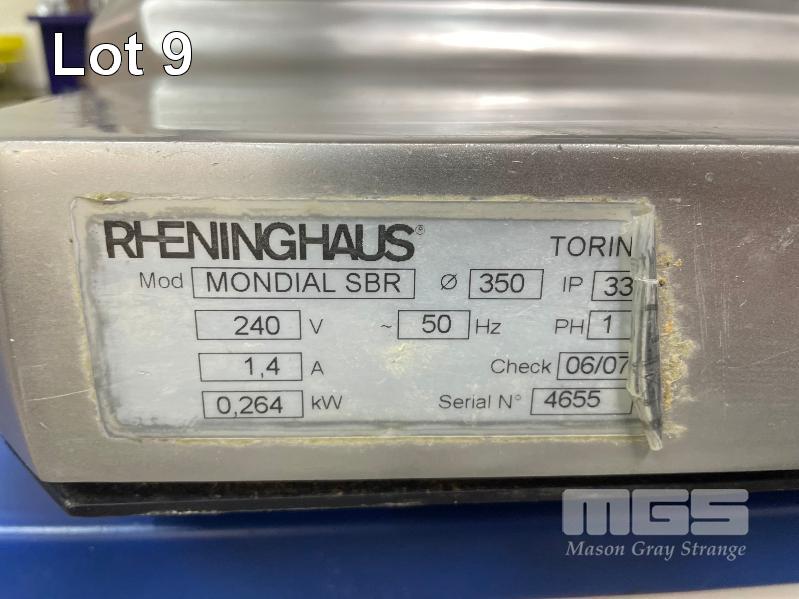 Lot 9
RHENINGHAUS® TORIN
Mod MONDIAL SBR Ø 350 IP 33
240 V ~ 50 Hz PH 1
1,4 A Check 06/07
0,264 kW Serial N° 4655
MGS
Mason Gray Strange